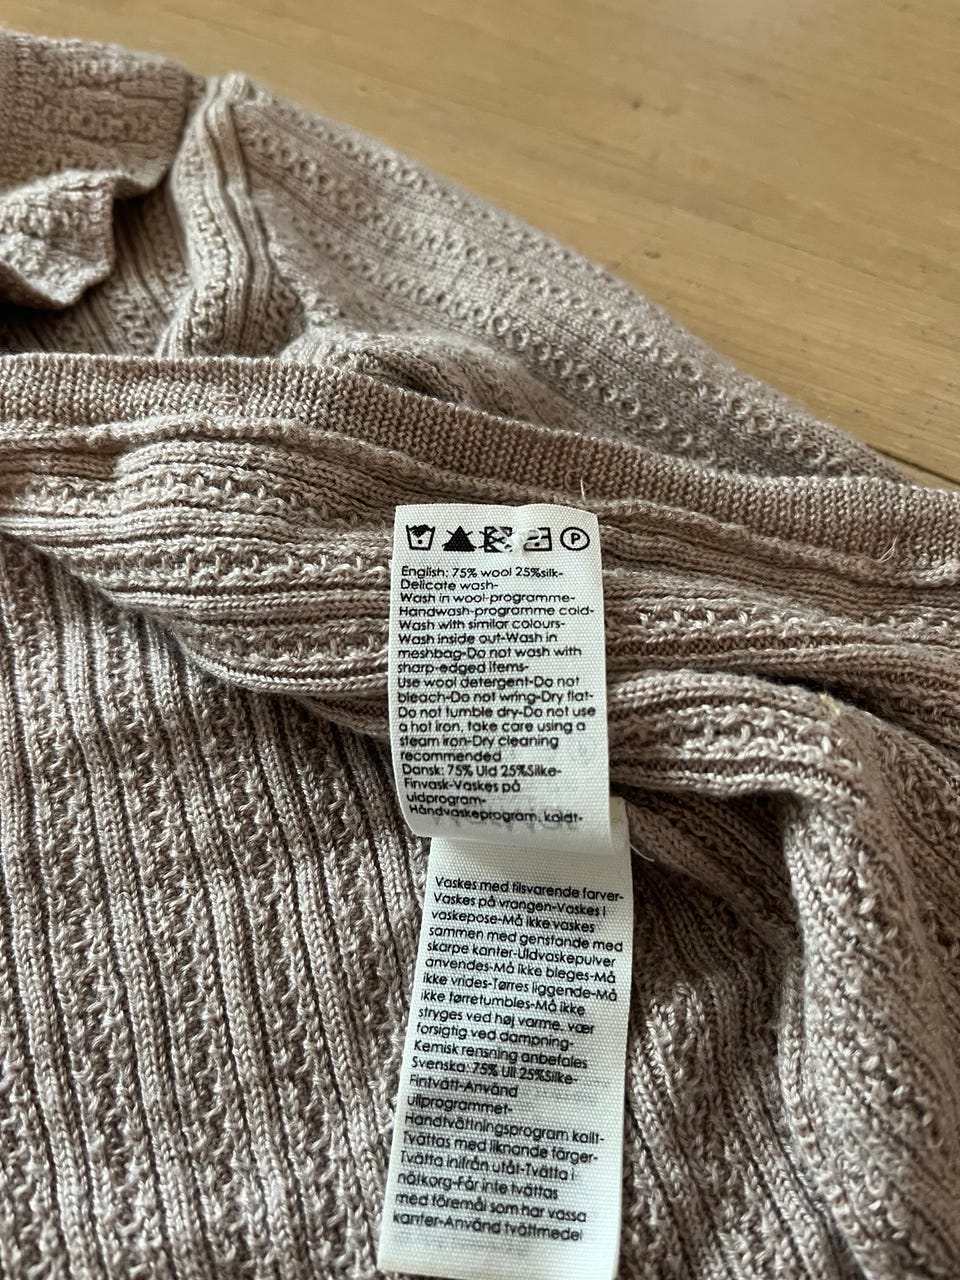 P
English: 75% wool 25%silk-
Delicate wash-
Wash in wool-programme-
Handwash-programme cold-
Wash with similar colours-
Wash inside out-Wash in
meshbag-Do not wash with
sharp-edged items-
Use wool detergent-Do not
bleach-Do not wring-Dry flat-
Do not tumble dry-Do not use
a hot iron, take care using a
steam iron-Dry cleaning
recommended
Dansk: 75% Uld 25%Silke-
Finvask-Vaskes på
uldprogram-
Håndvaskeprogram, koldt-
Vaskes med tilsvarende farver-
Vaskes på vrangen-Vaskes i
vaskepose-Må ikke vaskes
sammen med genstande med
skarpe kanter-Uldvaskepulver
anvendes-Må ikke bleges-Må
ikke vrides-Tørres liggende-Må
ikke tørretumbles-Må ikke
stryges ved høj varme, vær
forsigtig ved dampning-
Kemisk rensning anbefales
Svenska: 75% Ull 25%Silke-
Fintvätt-Använd
ullprogrammet-
Handtvättningsprogram kallt-
Tvättas med liknande färger-
Tvätta inifrån utåt-Tvätta i
nätkorg-Får inte tvättas
med föremål som har vassa
kanter-Använd tvättmedel